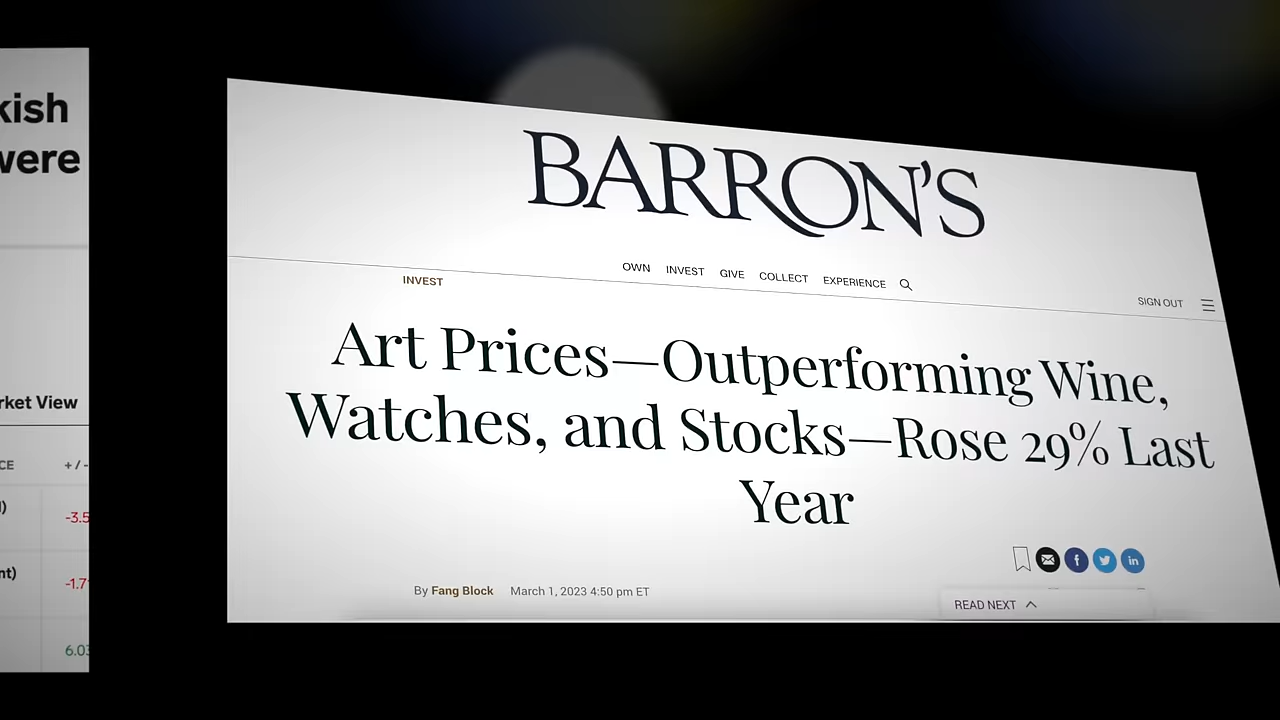 were
rket View
CE
+/-
-3.5
-1.7
6.03
BARRON'S
OWN INVEST GIVE COLLECT EXPERIENCE
SIGN OUT
INVEST
Art Prices—Outperforming Wine,
Watches, and Stocks—Rose 29% Last
Year
By Fang Block March 1, 2023 4:50 pm ET
READ NEXT